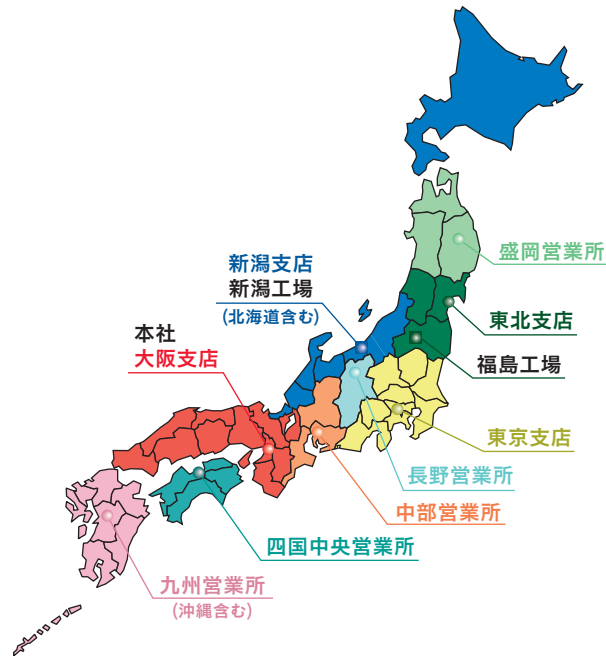 盛岡営業所
新潟支店
新潟工場
(北海道含む)
東北支店
本社
大阪支店
福島工場
東京支店
長野営業所
中部営業所
四国中央営業所
九州営業所
(沖縄含む)